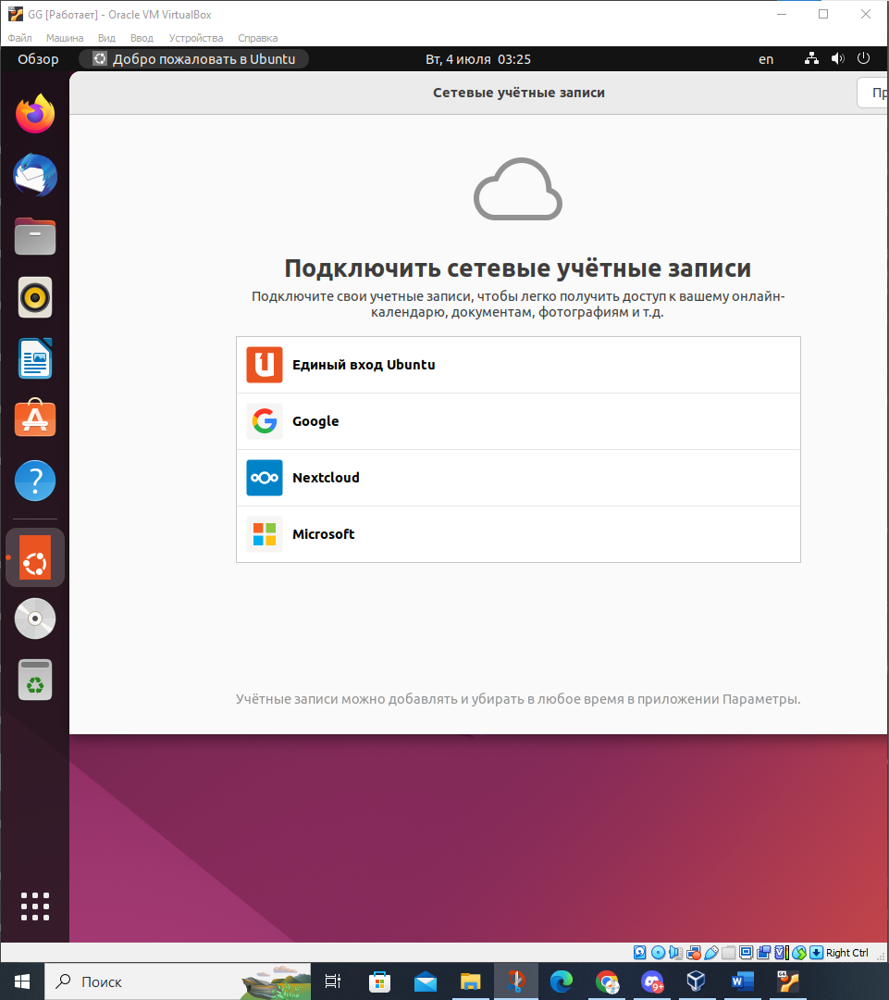 GG [Работает] - Oracle VM VirtualBox
Файл Машина Вид Ввод Устройства Справка
Обзор Добро пожаловать в Ubuntu Вт, 4 июля 03:25 en
Сетевые учётные записи Пр
Подключить сетевые учётные записи
Подключите свои учетные записи, чтобы легко получить доступ к вашему онлайн-
календарю, документам, фотографиям и т.д.
Единый вход Ubuntu
Google
Nextcloud
Microsoft
Учётные записи можно добавлять и убирать в любое время в приложении Параметры.
Right Ctrl
Поиск
9+